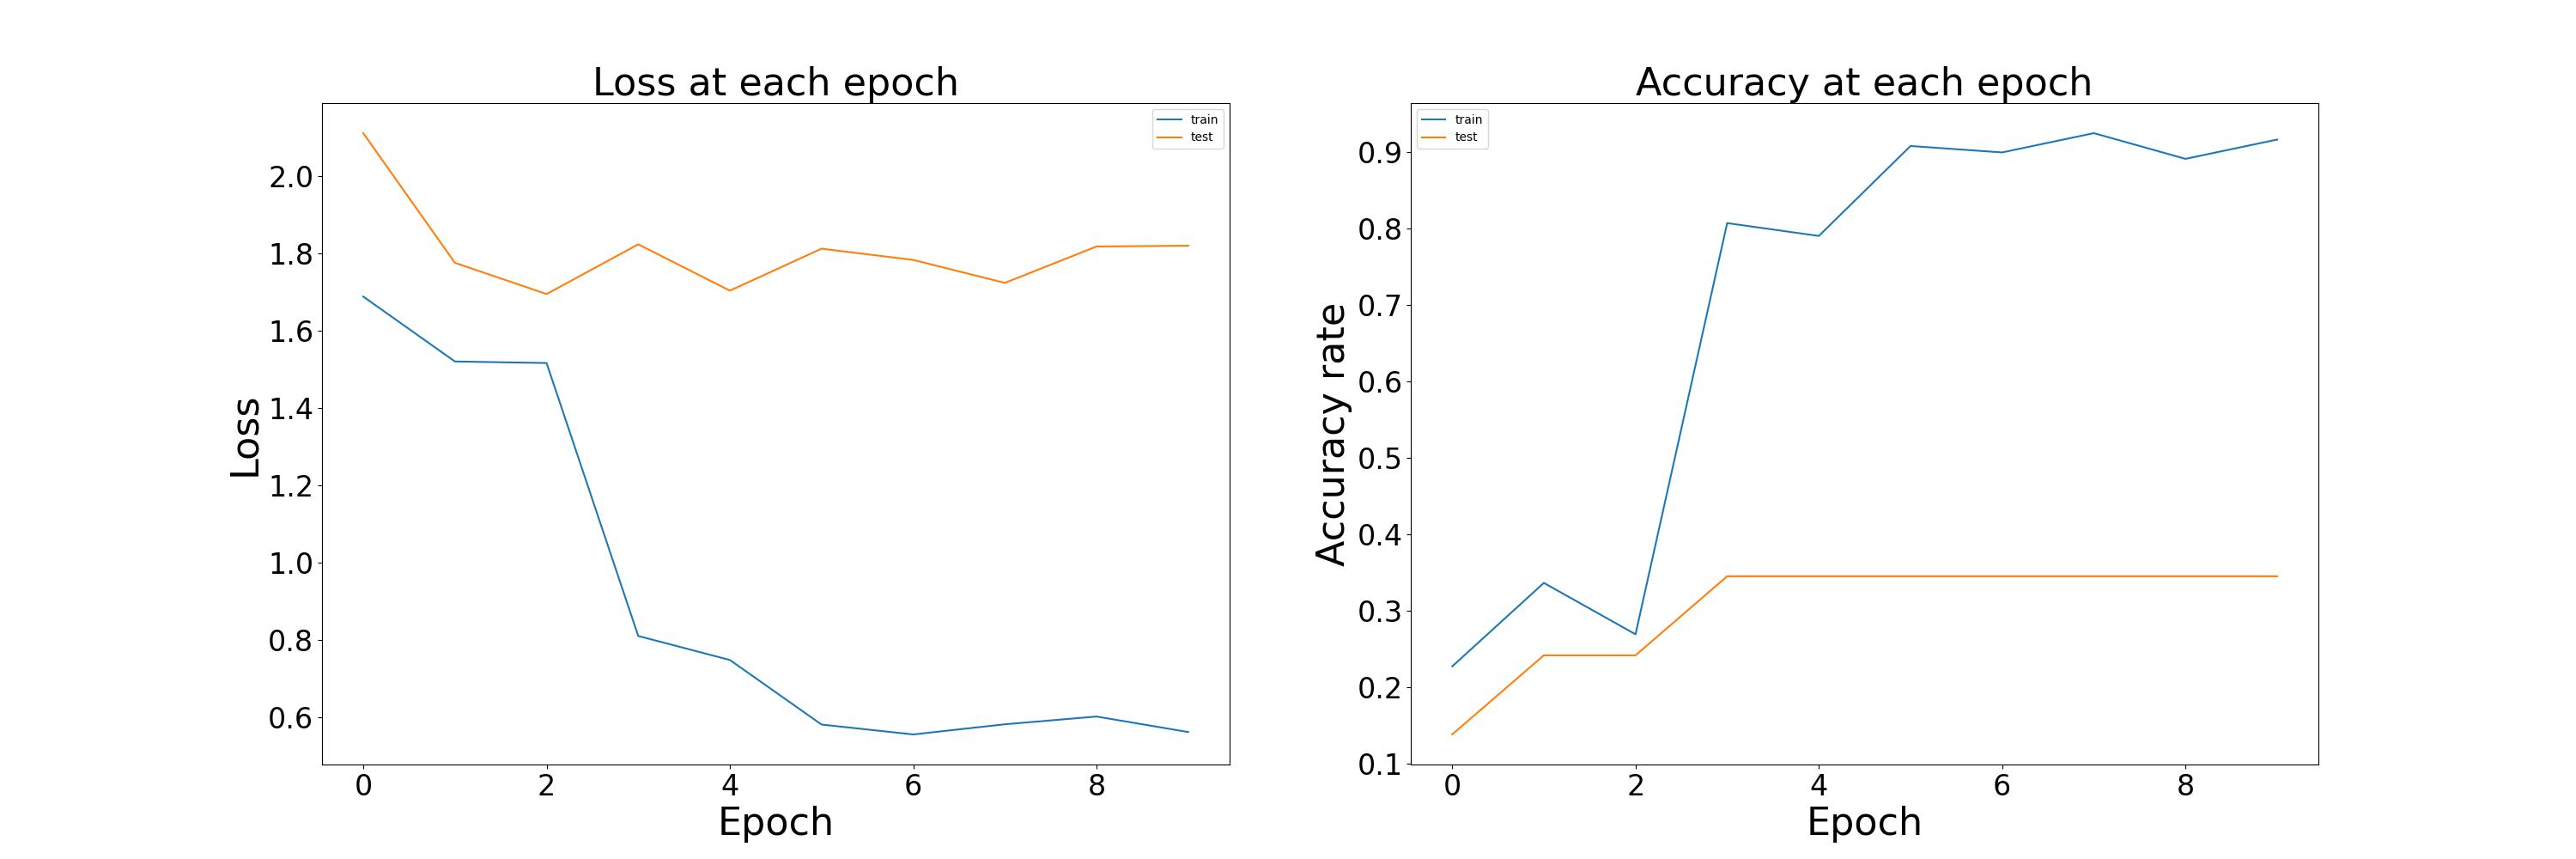 Loss at each epoch
train
test
2.0
1.8
1.6
1.4
1.2
1.0
0.8
0.6
Loss
0 2 4 6 8
Epoch
Accuracy at each epoch
train
test
0.9
0.8
0.7
0.6
0.5
0.4
0.3
0.2
0.1
Accuracy rate
0 2 4 6 8
Epoch